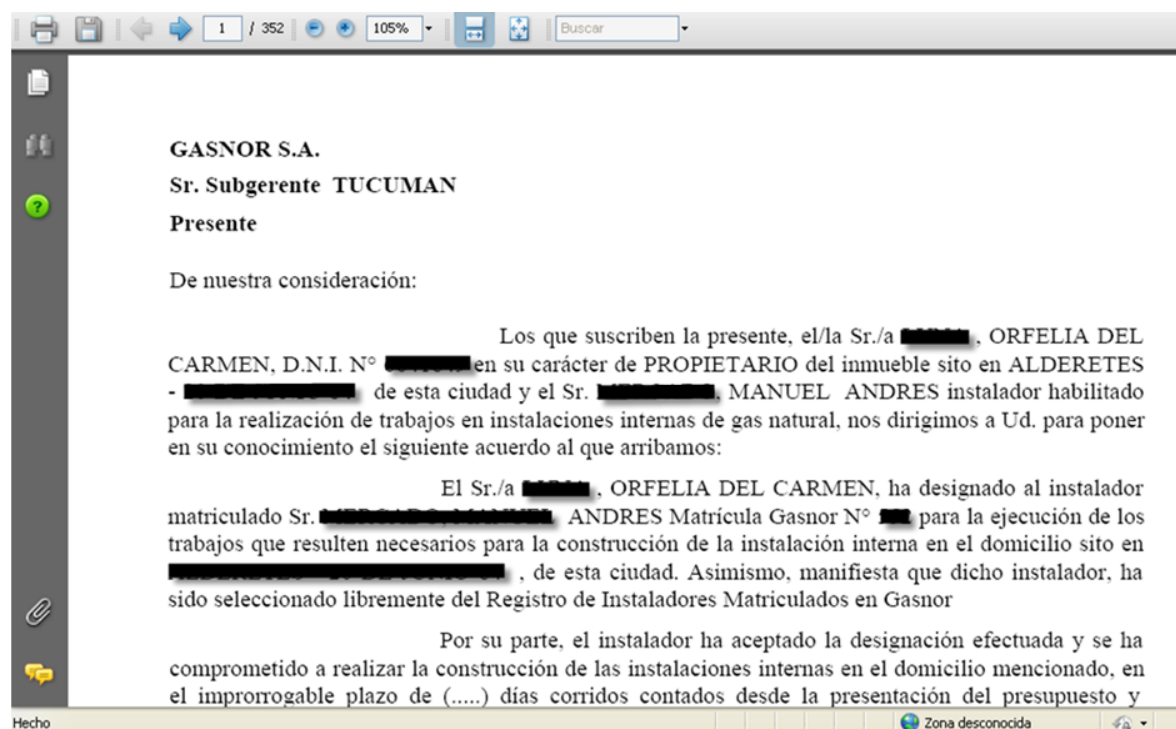 1 / 352 105% Buscar
GASNOR S.A.
Sr. Subgerente TUCUMAN
Presente
De nuestra consideración:
Los que suscriben la presente, el/la Sr./a , ORFELIA DEL
CARMEN, D.N.I. N° en su carácter de PROPIETARIO del inmueble sito en ALDERETES
- de esta ciudad y el Sr. , MANUEL ANDRES instalador habilitado
para la realización de trabajos en instalaciones internas de gas natural, nos dirigimos a Ud. para poner
en su conocimiento el siguiente acuerdo al que arribamos:
El Sr./a , ORFELIA DEL CARMEN, ha designado al instalador
matriculado Sr. ANDRES Matrícula Gasnor N° para la ejecución de los
trabajos que resulten necesarios para la construcción de la instalación interna en el domicilio sito en
, de esta ciudad. Asimismo, manifiesta que dicho instalador, ha
sido seleccionado libremente del Registro de Instaladores Matriculados en Gasnor
Por su parte, el instalador ha aceptado la designación efectuada y se ha
comprometido a realizar la construcción de las instalaciones internas en el domicilio mencionado, en
el improrrogable plazo de (.....) días corridos contados desde la presentación del presupuesto y
Hecho Zona desconocida